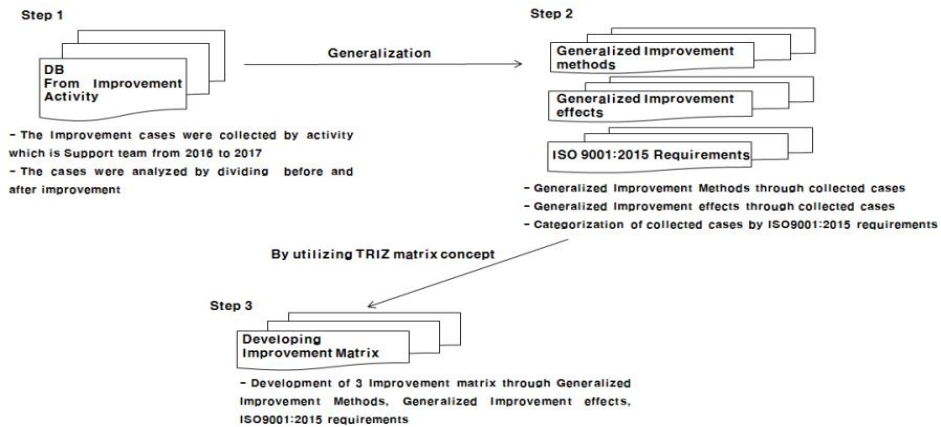 Step 1
DB
From Improvement
Activity
- The Improvement cases were collected by activity
which is Support team from 2016 to 2017
- The cases were analyzed by dividing before and
after improvement
Generalization
Step 2
Generalized Improvement
methods
Generalized Improvement
effects
ISO 9001:2015 Requirements
- Generalized Improvement Methods through collected cases
- Generalized Improvement effects through collected cases
- Categorization of collected cases by ISO9001:2015 requirements
By utilizing TRIZ matrix concept
Step 3
Developing
Improvement Matrix
- Development of 3 Improvement matrix through Generalized
Improvement Methods, Generalized Improvement effects,
ISO9001:2015 requirements